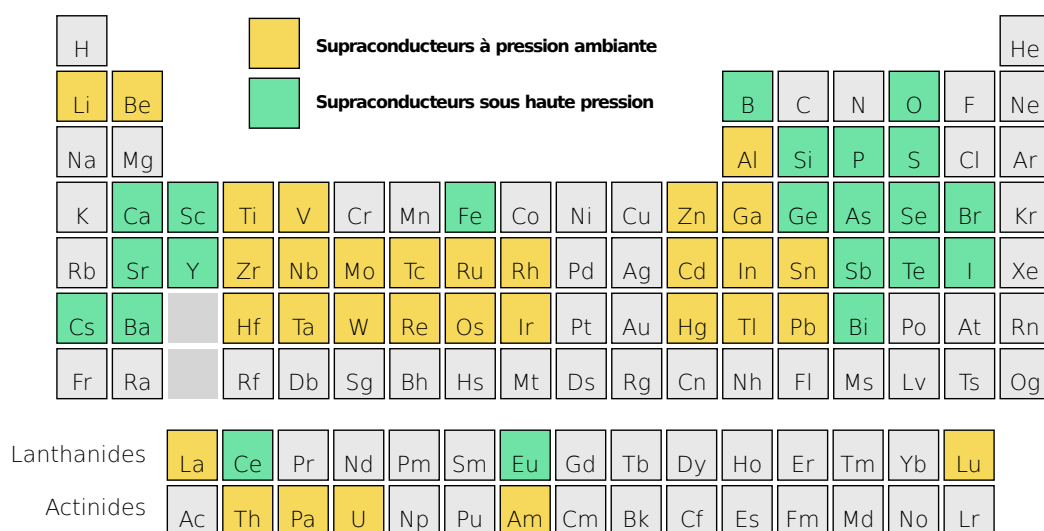 H Supraconducteurs à pression ambiante He
Li Be Supraconducteurs sous haute pression B C N O F Ne
Na Mg Al Si P S Cl Ar
K Ca Sc Ti V Cr Mn Fe Co Ni Cu Zn Ga Ge As Se Br Kr
Rb Sr Y Zr Nb Mo Tc Ru Rh Pd Ag Cd In Sn Sb Te I Xe
Cs Ba Hf Ta W Re Os Ir Pt Au Hg Tl Pb Bi Po At Rn
Fr Ra Rf Db Sg Bh Hs Mt Ds Rg Cn Nh Fl Ms Lv Ts Og
Lanthanides La Ce Pr Nd Pm Sm Eu Gd Tb Dy Ho Er Tm Yb Lu
Actinides Ac Th Pa U Np Pu Am Cm Bk Cf Es Fm Md No Lr